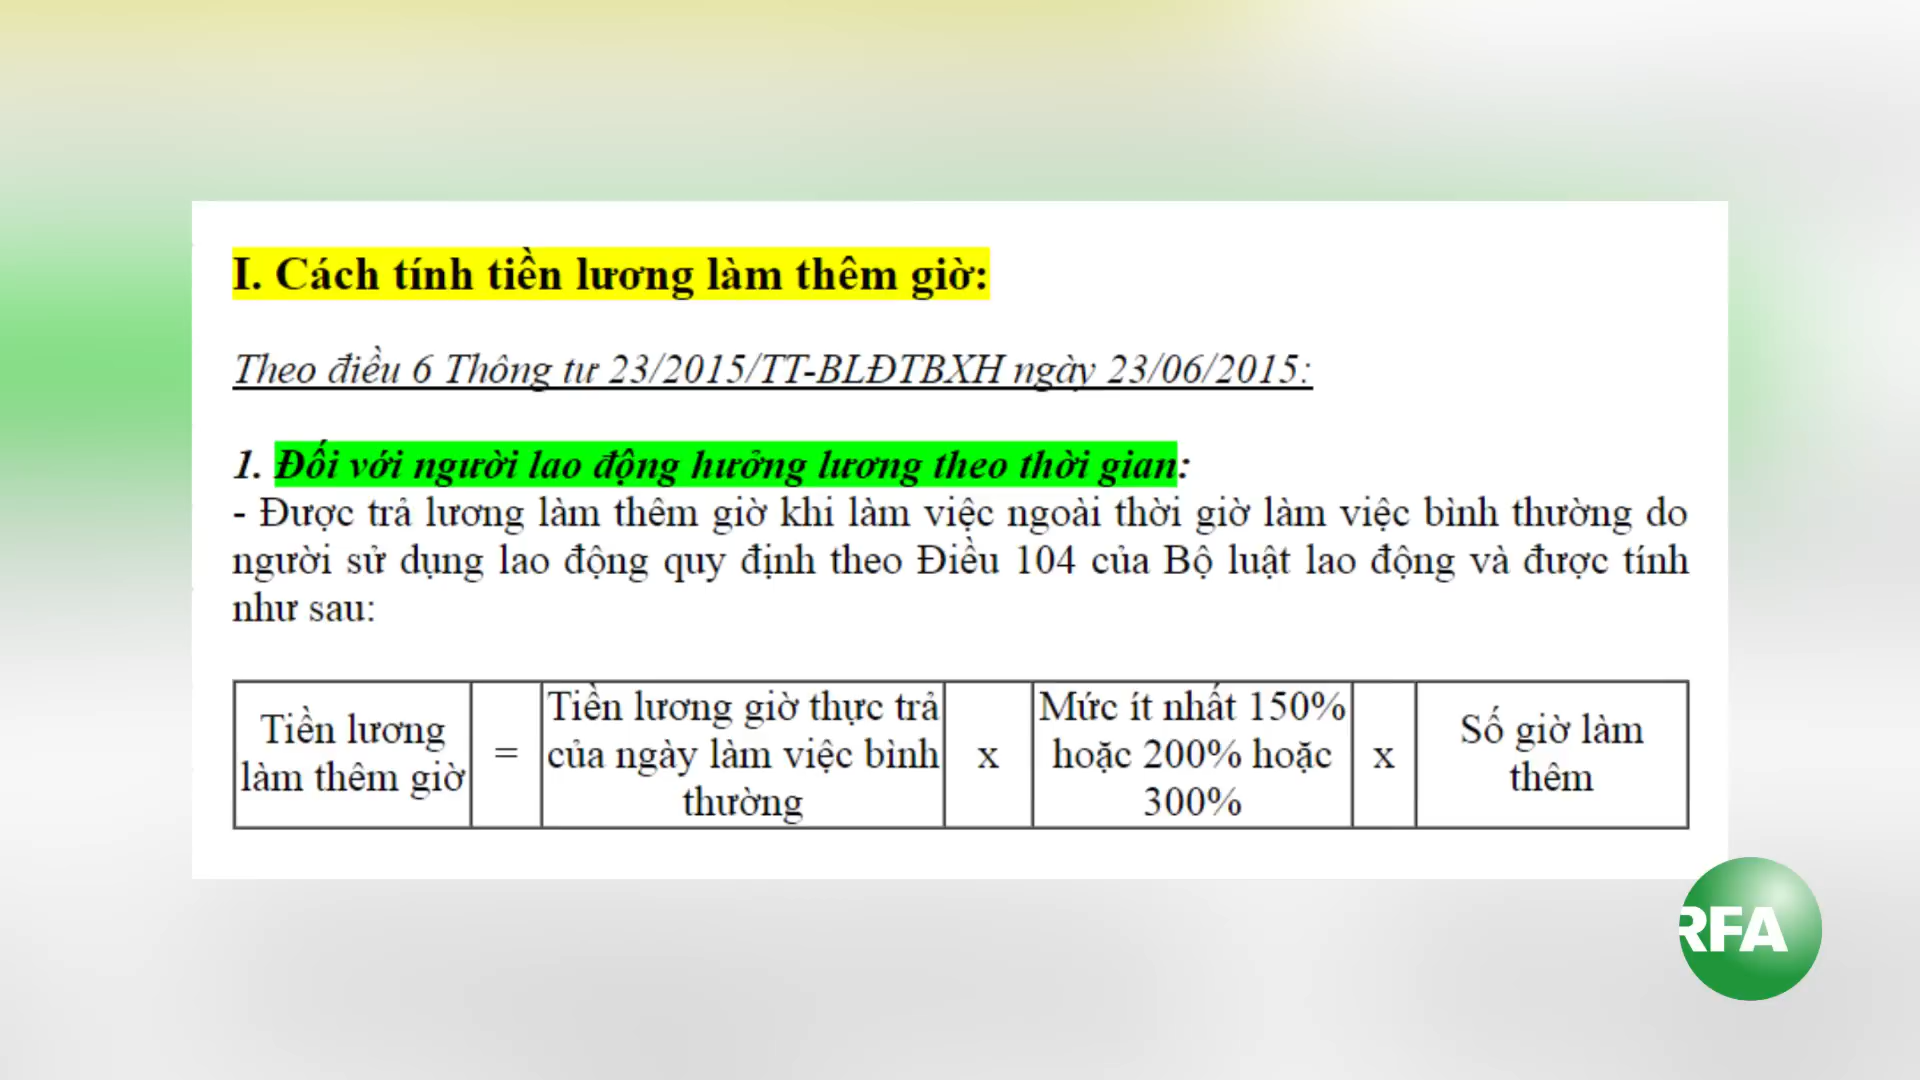 I. Cách tính tiền lương làm thêm giờ:
Theo điều 6 Thông tư 23/2015/TT-BLĐTBXH ngày 23/06/2015:
1. Đối với người lao động hưởng lương theo thời gian:
- Được trả lương làm thêm giờ khi làm việc ngoài thời giờ làm việc bình thường do
người sử dụng lao động quy định theo Điều 104 của Bộ luật lao động và được tính
như sau:
Tiền lương
làm thêm giờ
=
Tiền lương giờ thực trả
của ngày làm việc bình
thường
x
Mức ít nhất 150%
hoặc 200% hoặc
300%
x
Số giờ làm
thêm
RFA